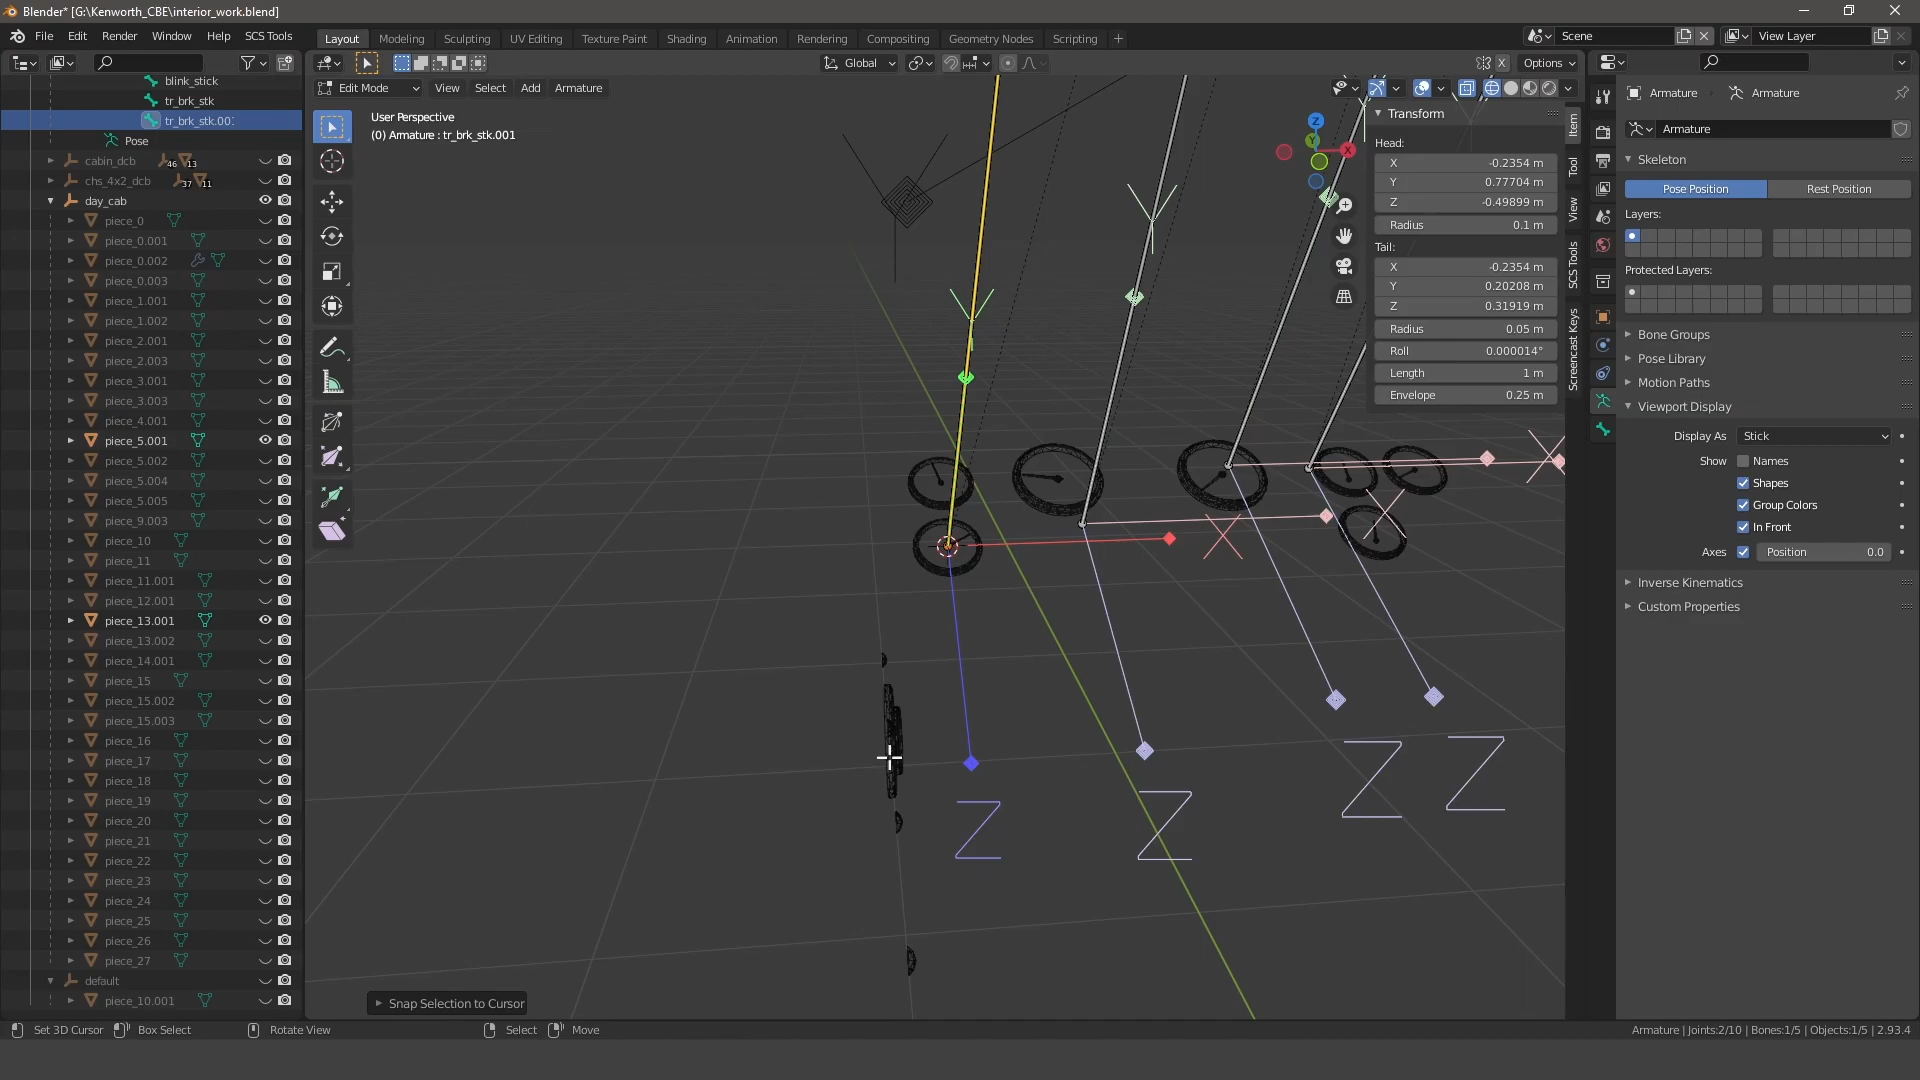 Blender* [G:\Kenworth_CBE\interior_work.blend]
File Edit Render Window Help SCS Tools
Layout Modeling Sculpting UV Editing Texture Paint Shading Animation Rendering Compositing Geometry Nodes Scripting +
Scene
View Layer
Global
Options
Edit Mode View Select Add Armature
User Perspective
(0) Armature : tr_brk_stk.001
blink_stick
tr_brk_stk
tr_brk_stk.00:
Pose
cabin_dcb 46 13
chs_4x2_dcb 37 11
day_cab
piece_0
piece_0.001
piece_0.002
piece_0.003
piece_1.001
piece_1.002
piece_2.001
piece_2.003
piece_3.001
piece_3.003
piece_4.001
piece_5.001
piece_5.002
piece_5.004
piece_5.005
piece_9.003
piece_10
piece_11
piece_11.001
piece_12.001
piece_13.001
piece_13.002
piece_14.001
piece_15
piece_15.002
piece_15.003
piece_16
piece_17
piece_18
piece_19
piece_20
piece_21
piece_22
piece_23
piece_24
piece_25
piece_26
piece_27
default
piece_10.001
Z
Y
X
Z
Z
Z
Z
Y
Y
X
X
X
Transform
Head:
X -0.2354 m
Y 0.77704 m
Z -0.49899 m
Radius 0.1 m
Tail:
X -0.2354 m
Y 0.20208 m
Z 0.31919 m
Radius 0.05 m
Roll 0.000014°
Length 1 m
Envelope 0.25 m
Item
Tool
View
SCS Tools
Screencast Keys
Armature Armature
Armature
Skeleton
Pose Position Rest Position
Layers:
Protected Layers:
Bone Groups
Pose Library
Motion Paths
Viewport Display
Display As Stick
Show Names
Shapes
Group Colors
In Front
Axes Position 0.0
Inverse Kinematics
Custom Properties
Snap Selection to Cursor
Set 3D Cursor Box Select Rotate View Select Move
Armature | Joints:2/10 | Bones:1/5 | Objects:1/5 | 2.93.4